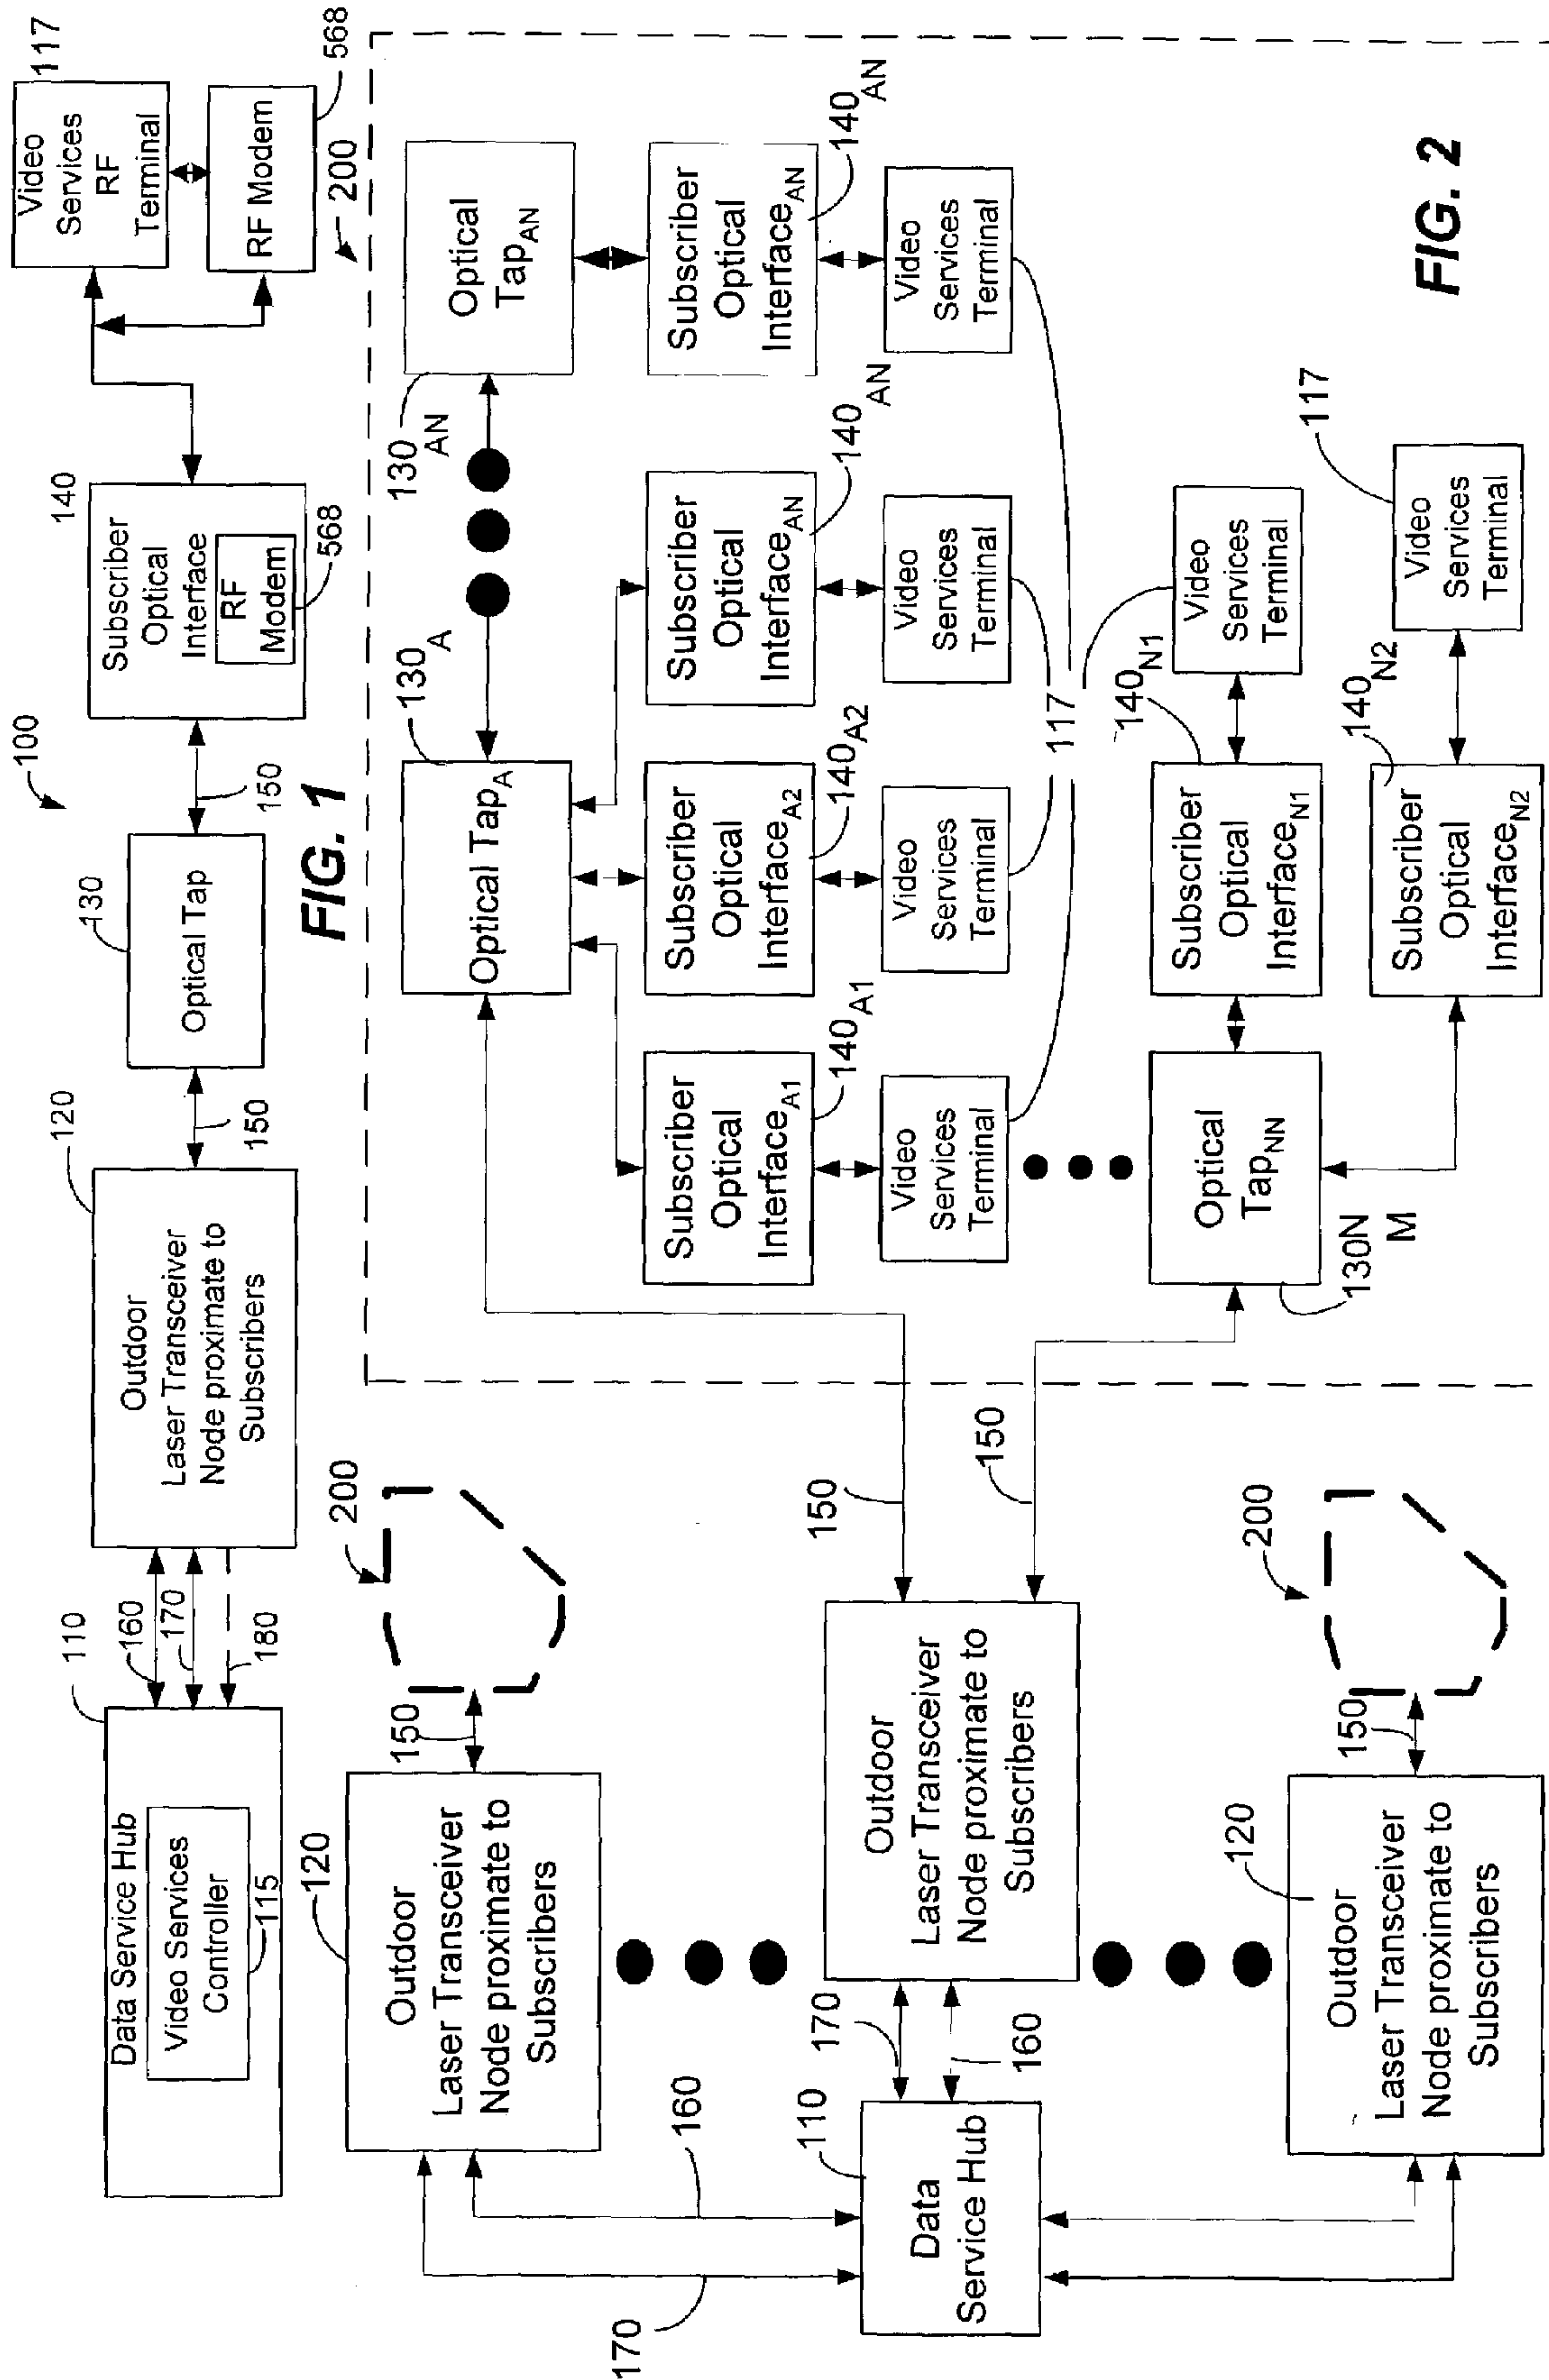 100
110
Data Service Hub
Video Services
Controller
115
160
170
180
120
Outdoor
Laser Transceiver
Node proximate to
Subscribers
150
130
Optical Tap
150
140
Subscriber
Optical
Interface
RF
Modem
568
Video
Services
RF
Terminal
117
RF Modem
568
FIG. 1
120
Outdoor
Laser Transceiver
Node proximate to
Subscribers
150
200
160
170
110
Data
Service Hub
170
160
Outdoor
Laser Transceiver
Node proximate to
Subscribers
150
150
120
Outdoor
Laser Transceiver
Node proximate to
Subscribers
150
200
200
Optical TapA
130A
130AN
Optical
TapAN
Subscriber
Optical
InterfaceA1
140A1
Subscriber
Optical
InterfaceA2
140A2
Subscriber
Optical
InterfaceAN
140AN
Subscriber
Optical
InterfaceAN
140AN
Video
Services
Terminal
Video
Services
Terminal
Video
Services
Terminal
Video
Services
Terminal
117
Optical
TapNN
130N
M
Subscriber
Optical
InterfaceN1
140N1
Video
Services
Terminal
Subscriber
Optical
InterfaceN2
140N2
Video
Services
Terminal
117
FIG. 2